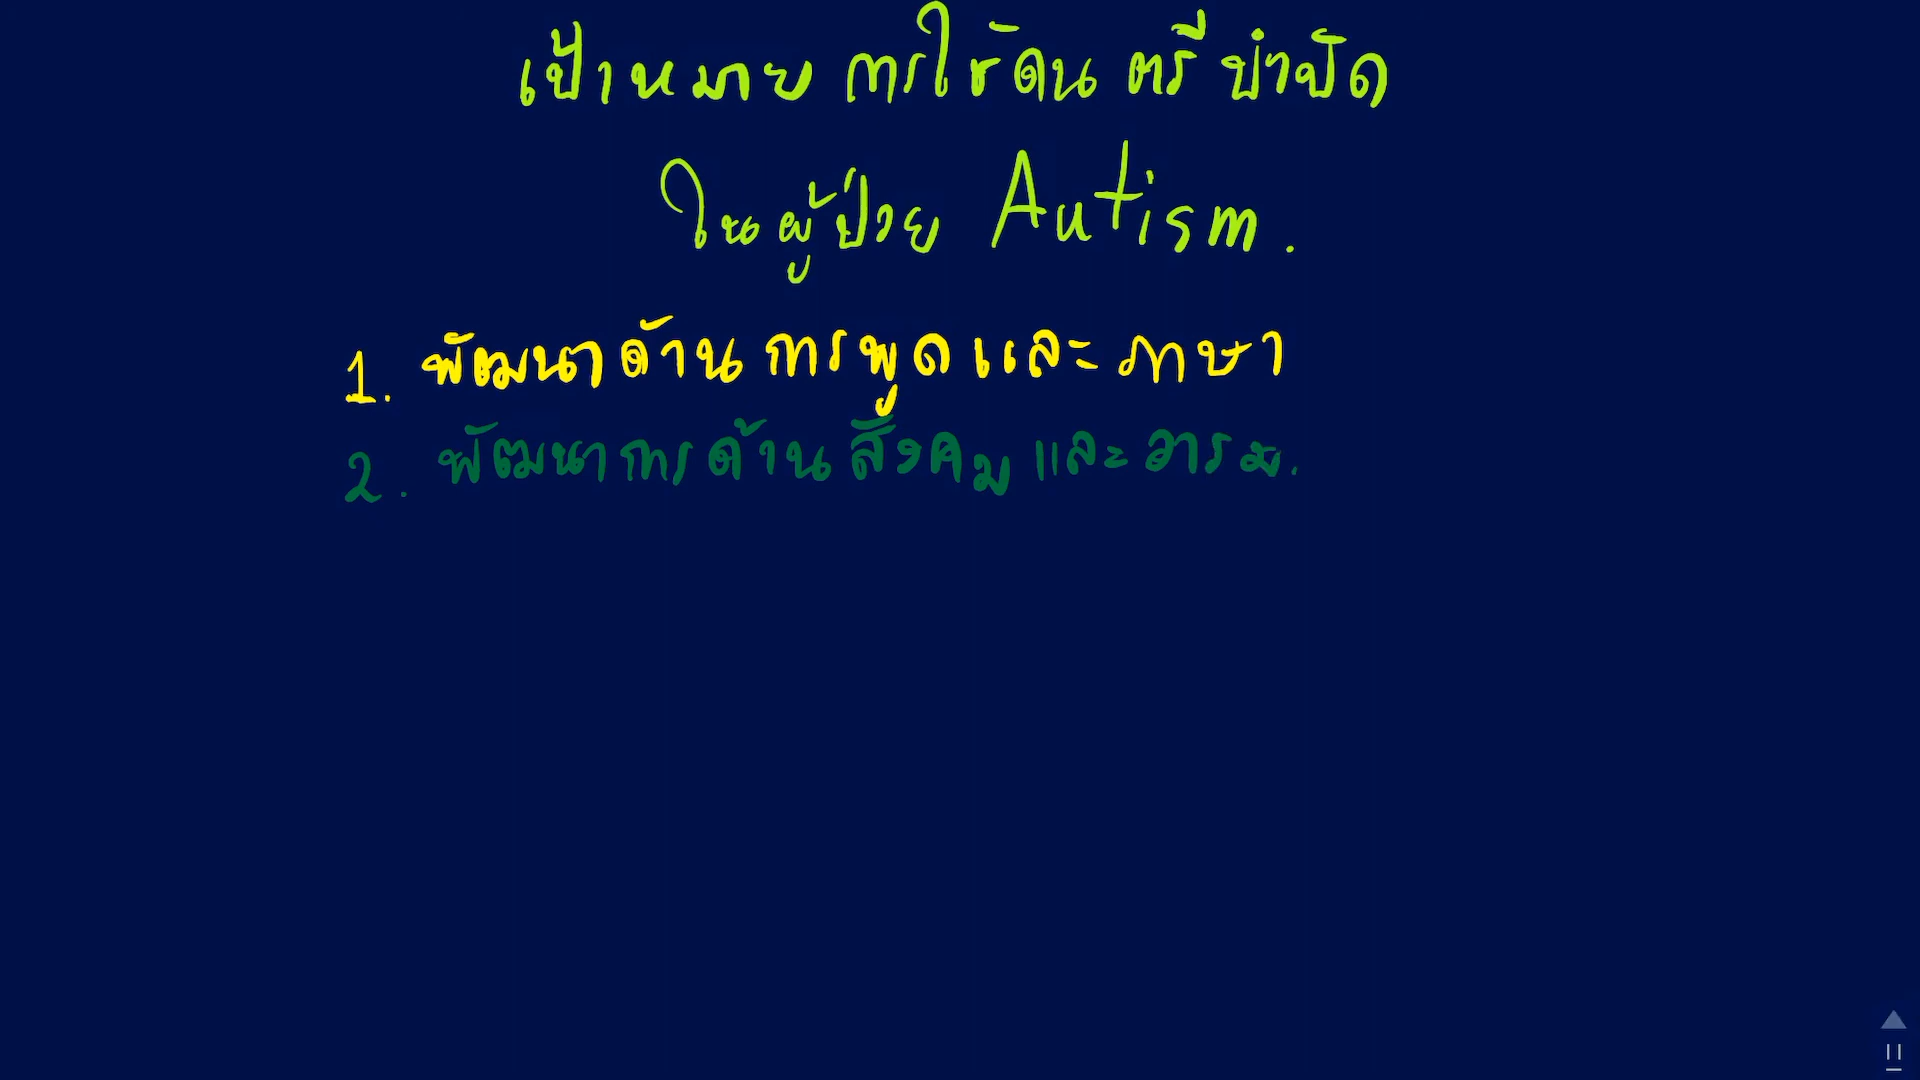 เป้าหมาย การใช้ดนตรีบำบัด
ในผู้ป่วย Autism.
1. พัฒนาด้านการพูดและภาษา
2. พัฒนาการด้านสังคมและอารม.